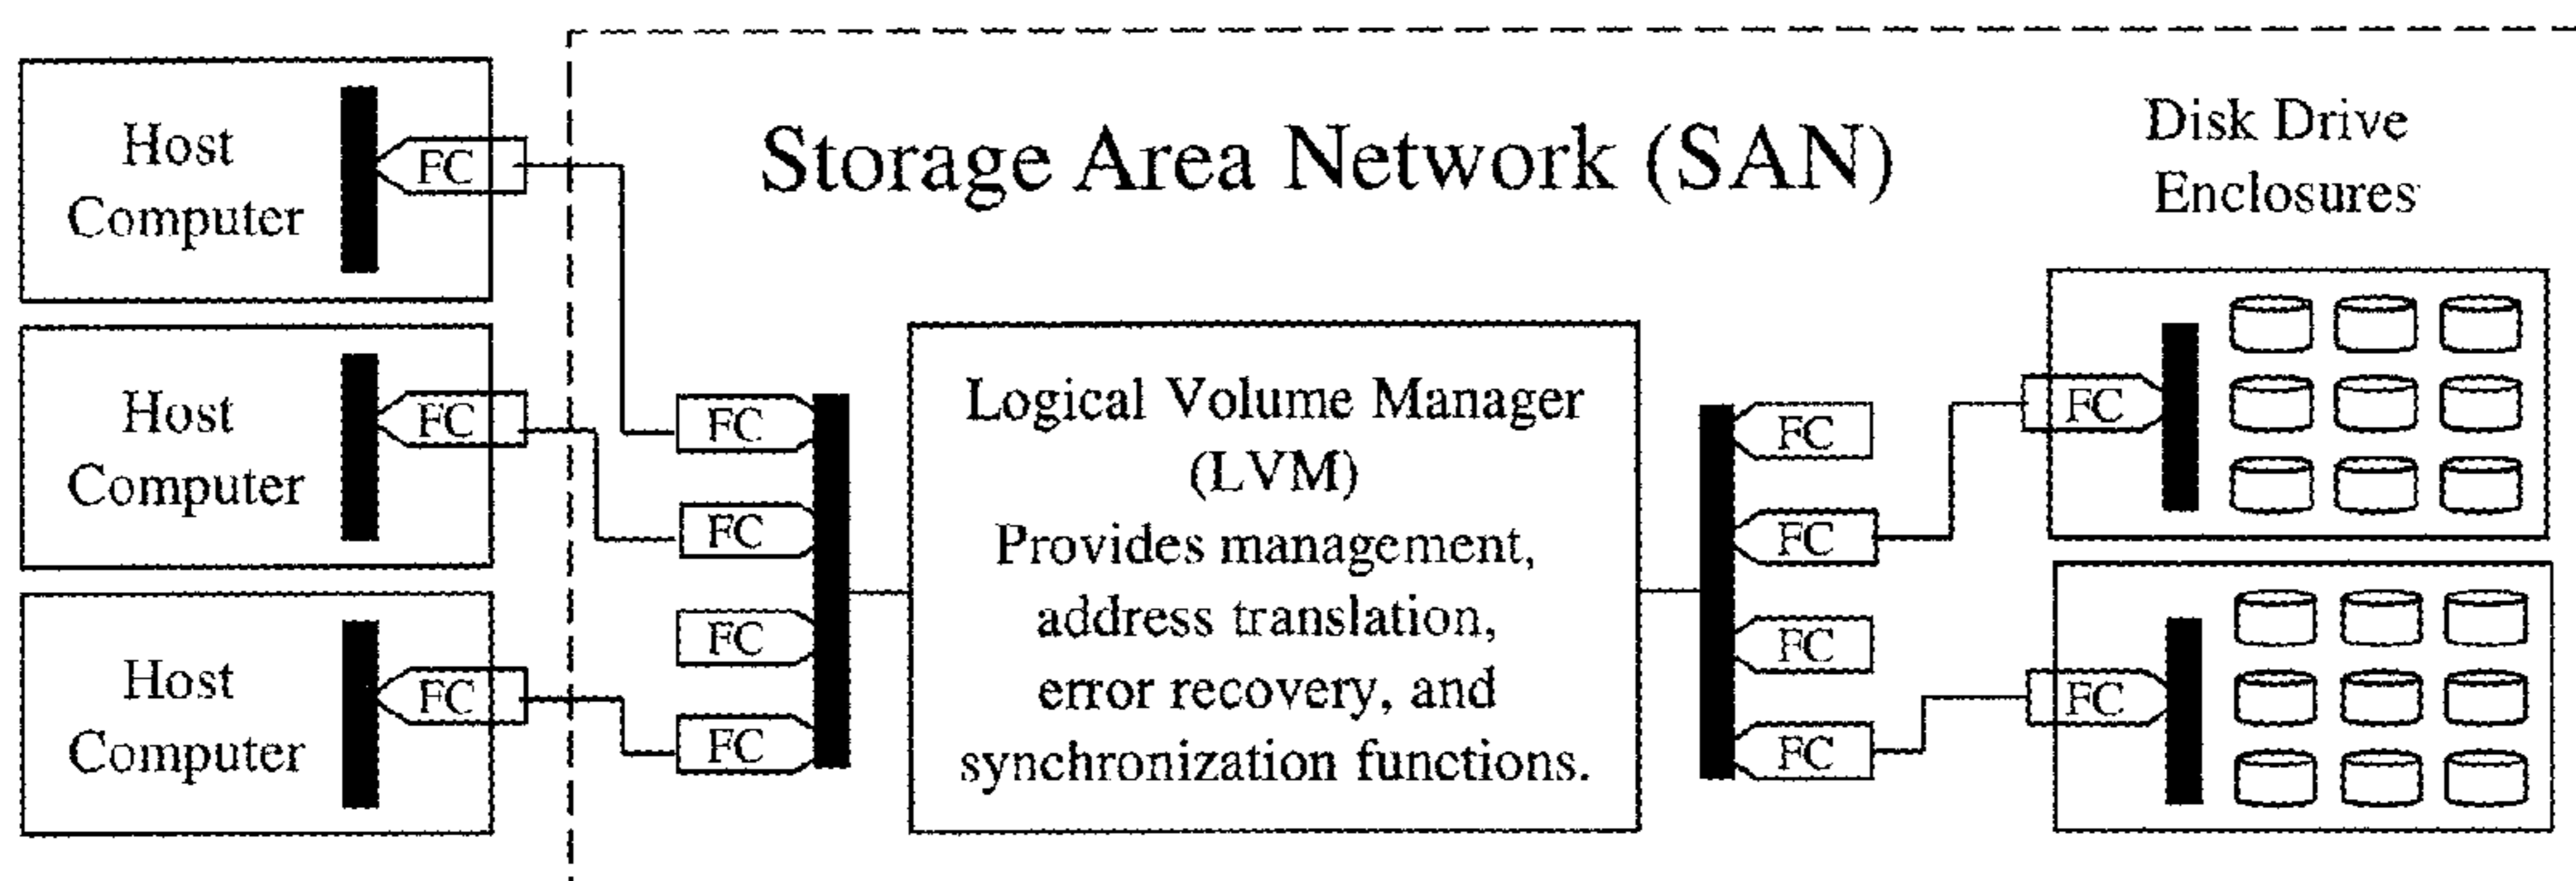 Storage Area Network (SAN)
Host
Computer
FC
Host
Computer
FC
Host
Computer
FC
FC
FC
FC
FC
Logical Volume Manager
(LVM)
Provides management,
address translation,
error recovery, and
synchronization functions.
FC
FC
FC
FC
Disk Drive
Enclosures
FC
FC